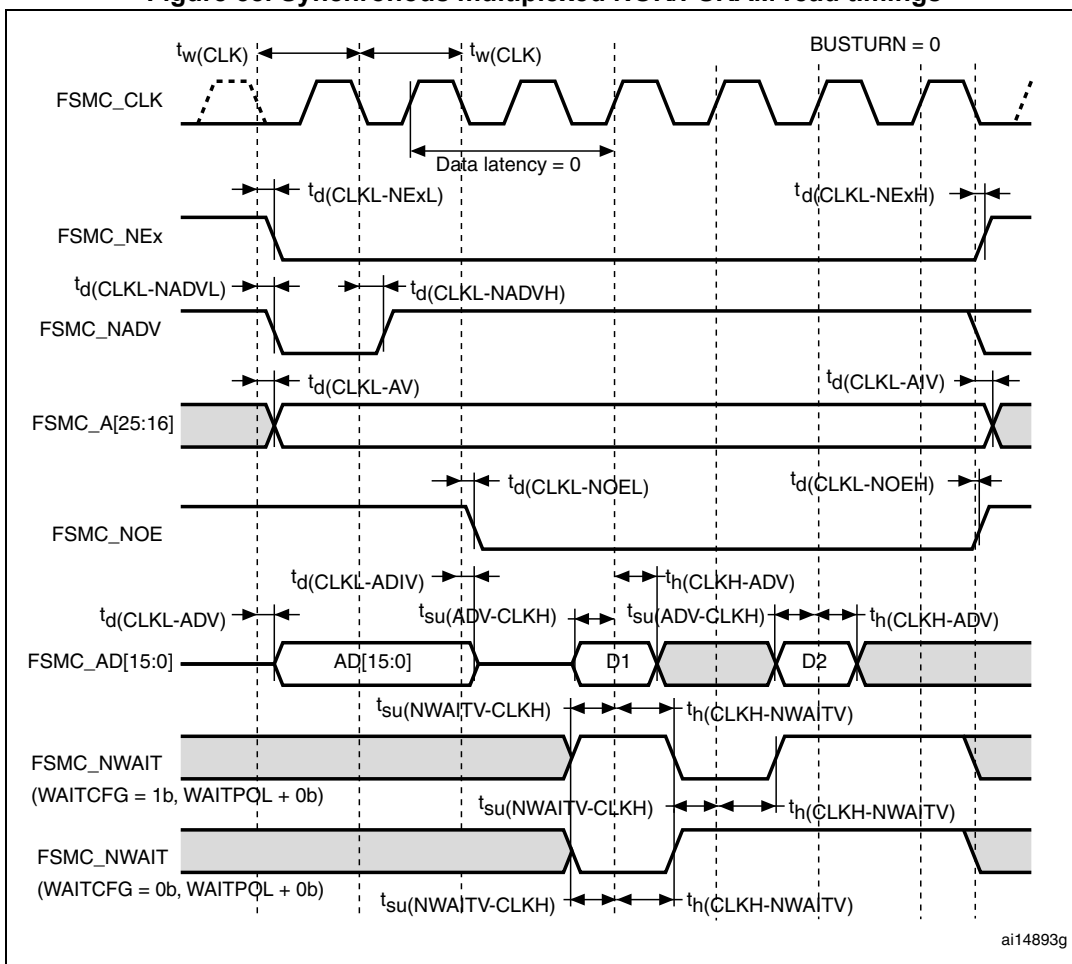 Figure 66. Synchronous multiplexed NOR/PSRAM read timings
tw(CLK)
tw(CLK)
BUSTURN = 0
FSMC_CLK
Data latency = 0
td(CLKL-NExL)
td(CLKL-NExH)
FSMC_NEx
td(CLKL-NADVL)
td(CLKL-NADVH)
FSMC_NADV
td(CLKL-AV)
td(CLKL-AIV)
FSMC_A[25:16]
td(CLKL-NOEL)
td(CLKL-NOEH)
FSMC_NOE
td(CLKL-ADIV)
th(CLKH-ADV)
td(CLKL-ADV)
tsu(ADV-CLKH)
tsu(ADV-CLKH)
th(CLKH-ADV)
FSMC_AD[15:0]
AD[15:0]
D1
D2
tsu(NWAITV-CLKH)
th(CLKH-NWAITV)
FSMC_NWAIT
(WAITCFG = 1b, WAITPOL + 0b)
tsu(NWAITV-CLKH)
th(CLKH-NWAITV)
FSMC_NWAIT
(WAITCFG = 0b, WAITPOL + 0b)
tsu(NWAITV-CLKH)
th(CLKH-NWAITV)
ai14893g